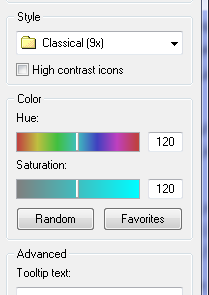 Style
Classical (9x)
High contrast icons
Color
Hue:
120
Saturation:
120
Random Favorites
Advanced
Tooltip text: